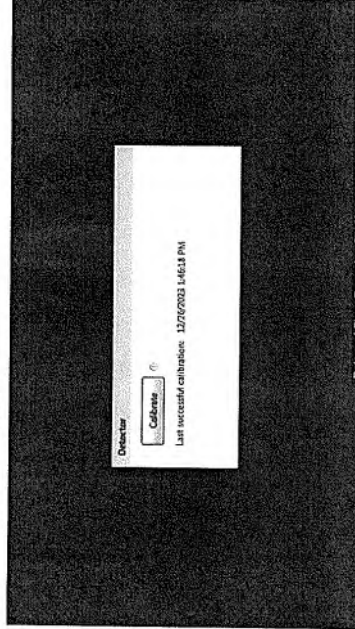 Detector
Calibrate
Last successful calibration: 12/26/2023 1:46:18 PM